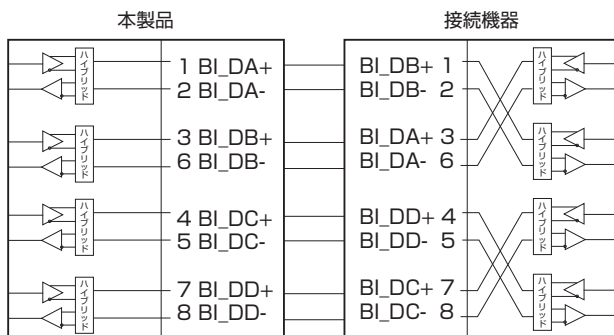 本製品
接続機器
ハイブリッド
1 BI_DA+
2 BI_DA-
BI_DB+ 1
BI_DB- 2
ハイブリッド
ハイブリッド
3 BI_DB+
6 BI_DB-
BI_DA+ 3
BI_DA- 6
ハイブリッド
ハイブリッド
4 BI_DC+
5 BI_DC-
BI_DD+ 4
BI_DD- 5
ハイブリッド
ハイブリッド
7 BI_DD+
8 BI_DD-
BI_DC+ 7
BI_DC- 8
ハイブリッド